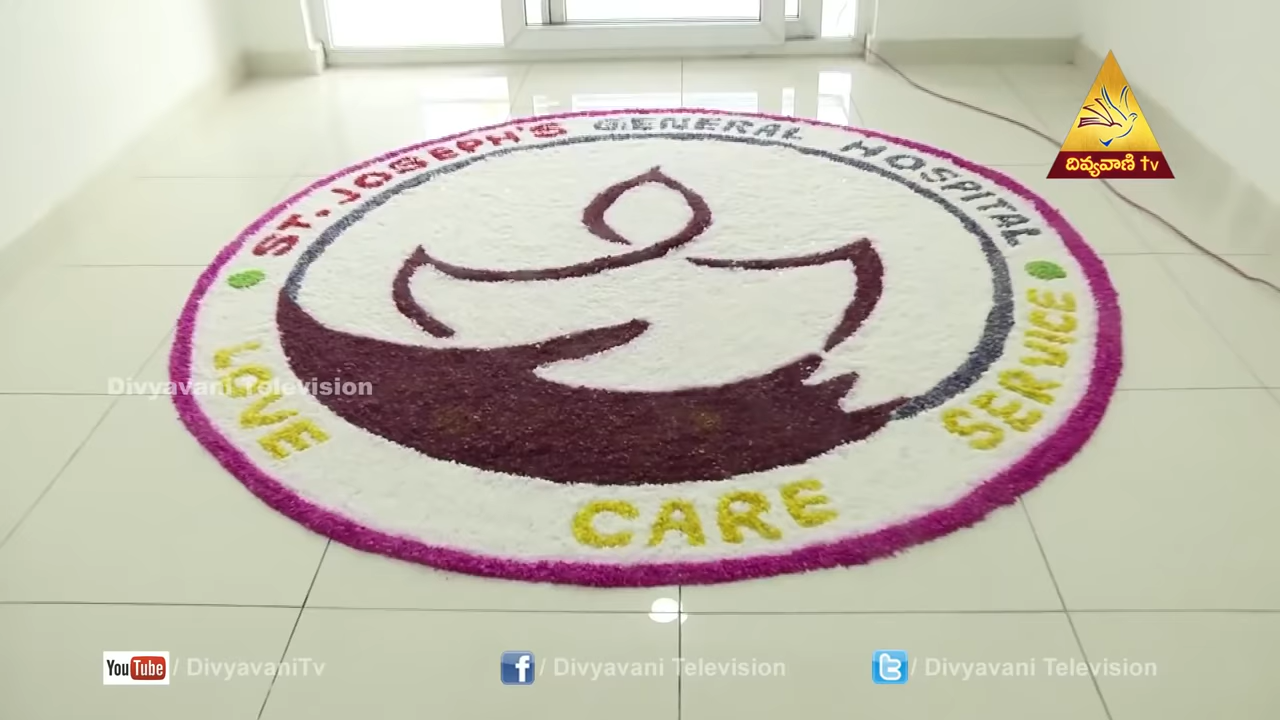 ST. JOSEPH'S GENERAL HOSPITAL
LOVE
CARE
SERVICE
దివ్యవాణి tv
Divyavani Television
YouTube / DivyavaniTv
f / Divyavani Television
t / Divyavani Television